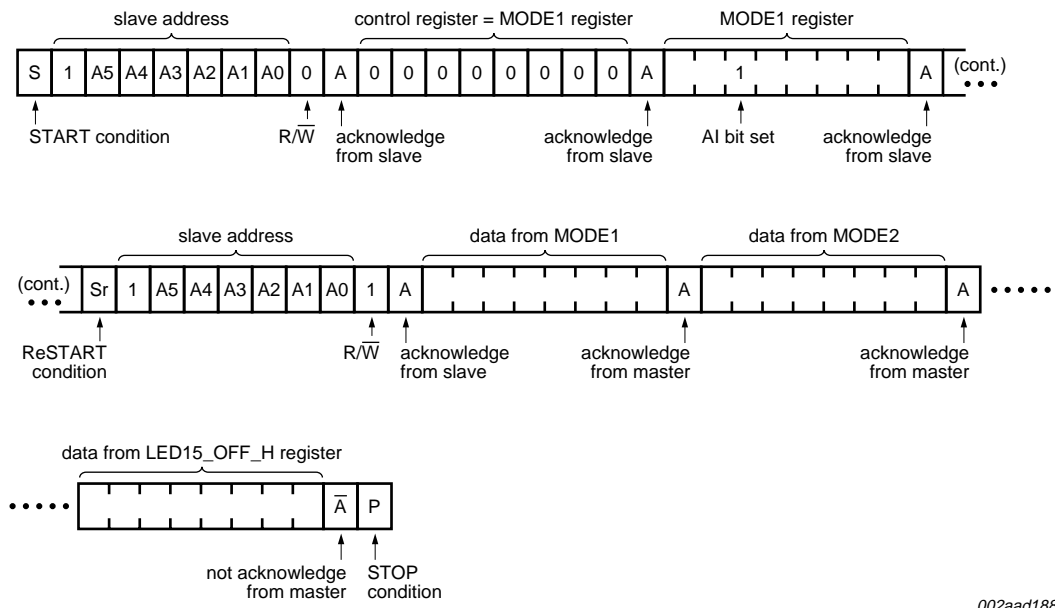 slave address control register = MODE1 register MODE1 register
S 1 A5 A4 A3 A2 A1 A0 0 A 0 0 0 0 0 0 0 0 A 1 A (cont.)
START condition R/W̅ acknowledge from slave acknowledge from slave AI bit set acknowledge from slave
slave address data from MODE1 data from MODE2
(cont.) Sr 1 A5 A4 A3 A2 A1 A0 1 A A A
ReSTART condition R/W̅ acknowledge from slave acknowledge from master acknowledge from master
data from LED15_OFF_H register
A̅ P
not acknowledge from master STOP condition
002aad188